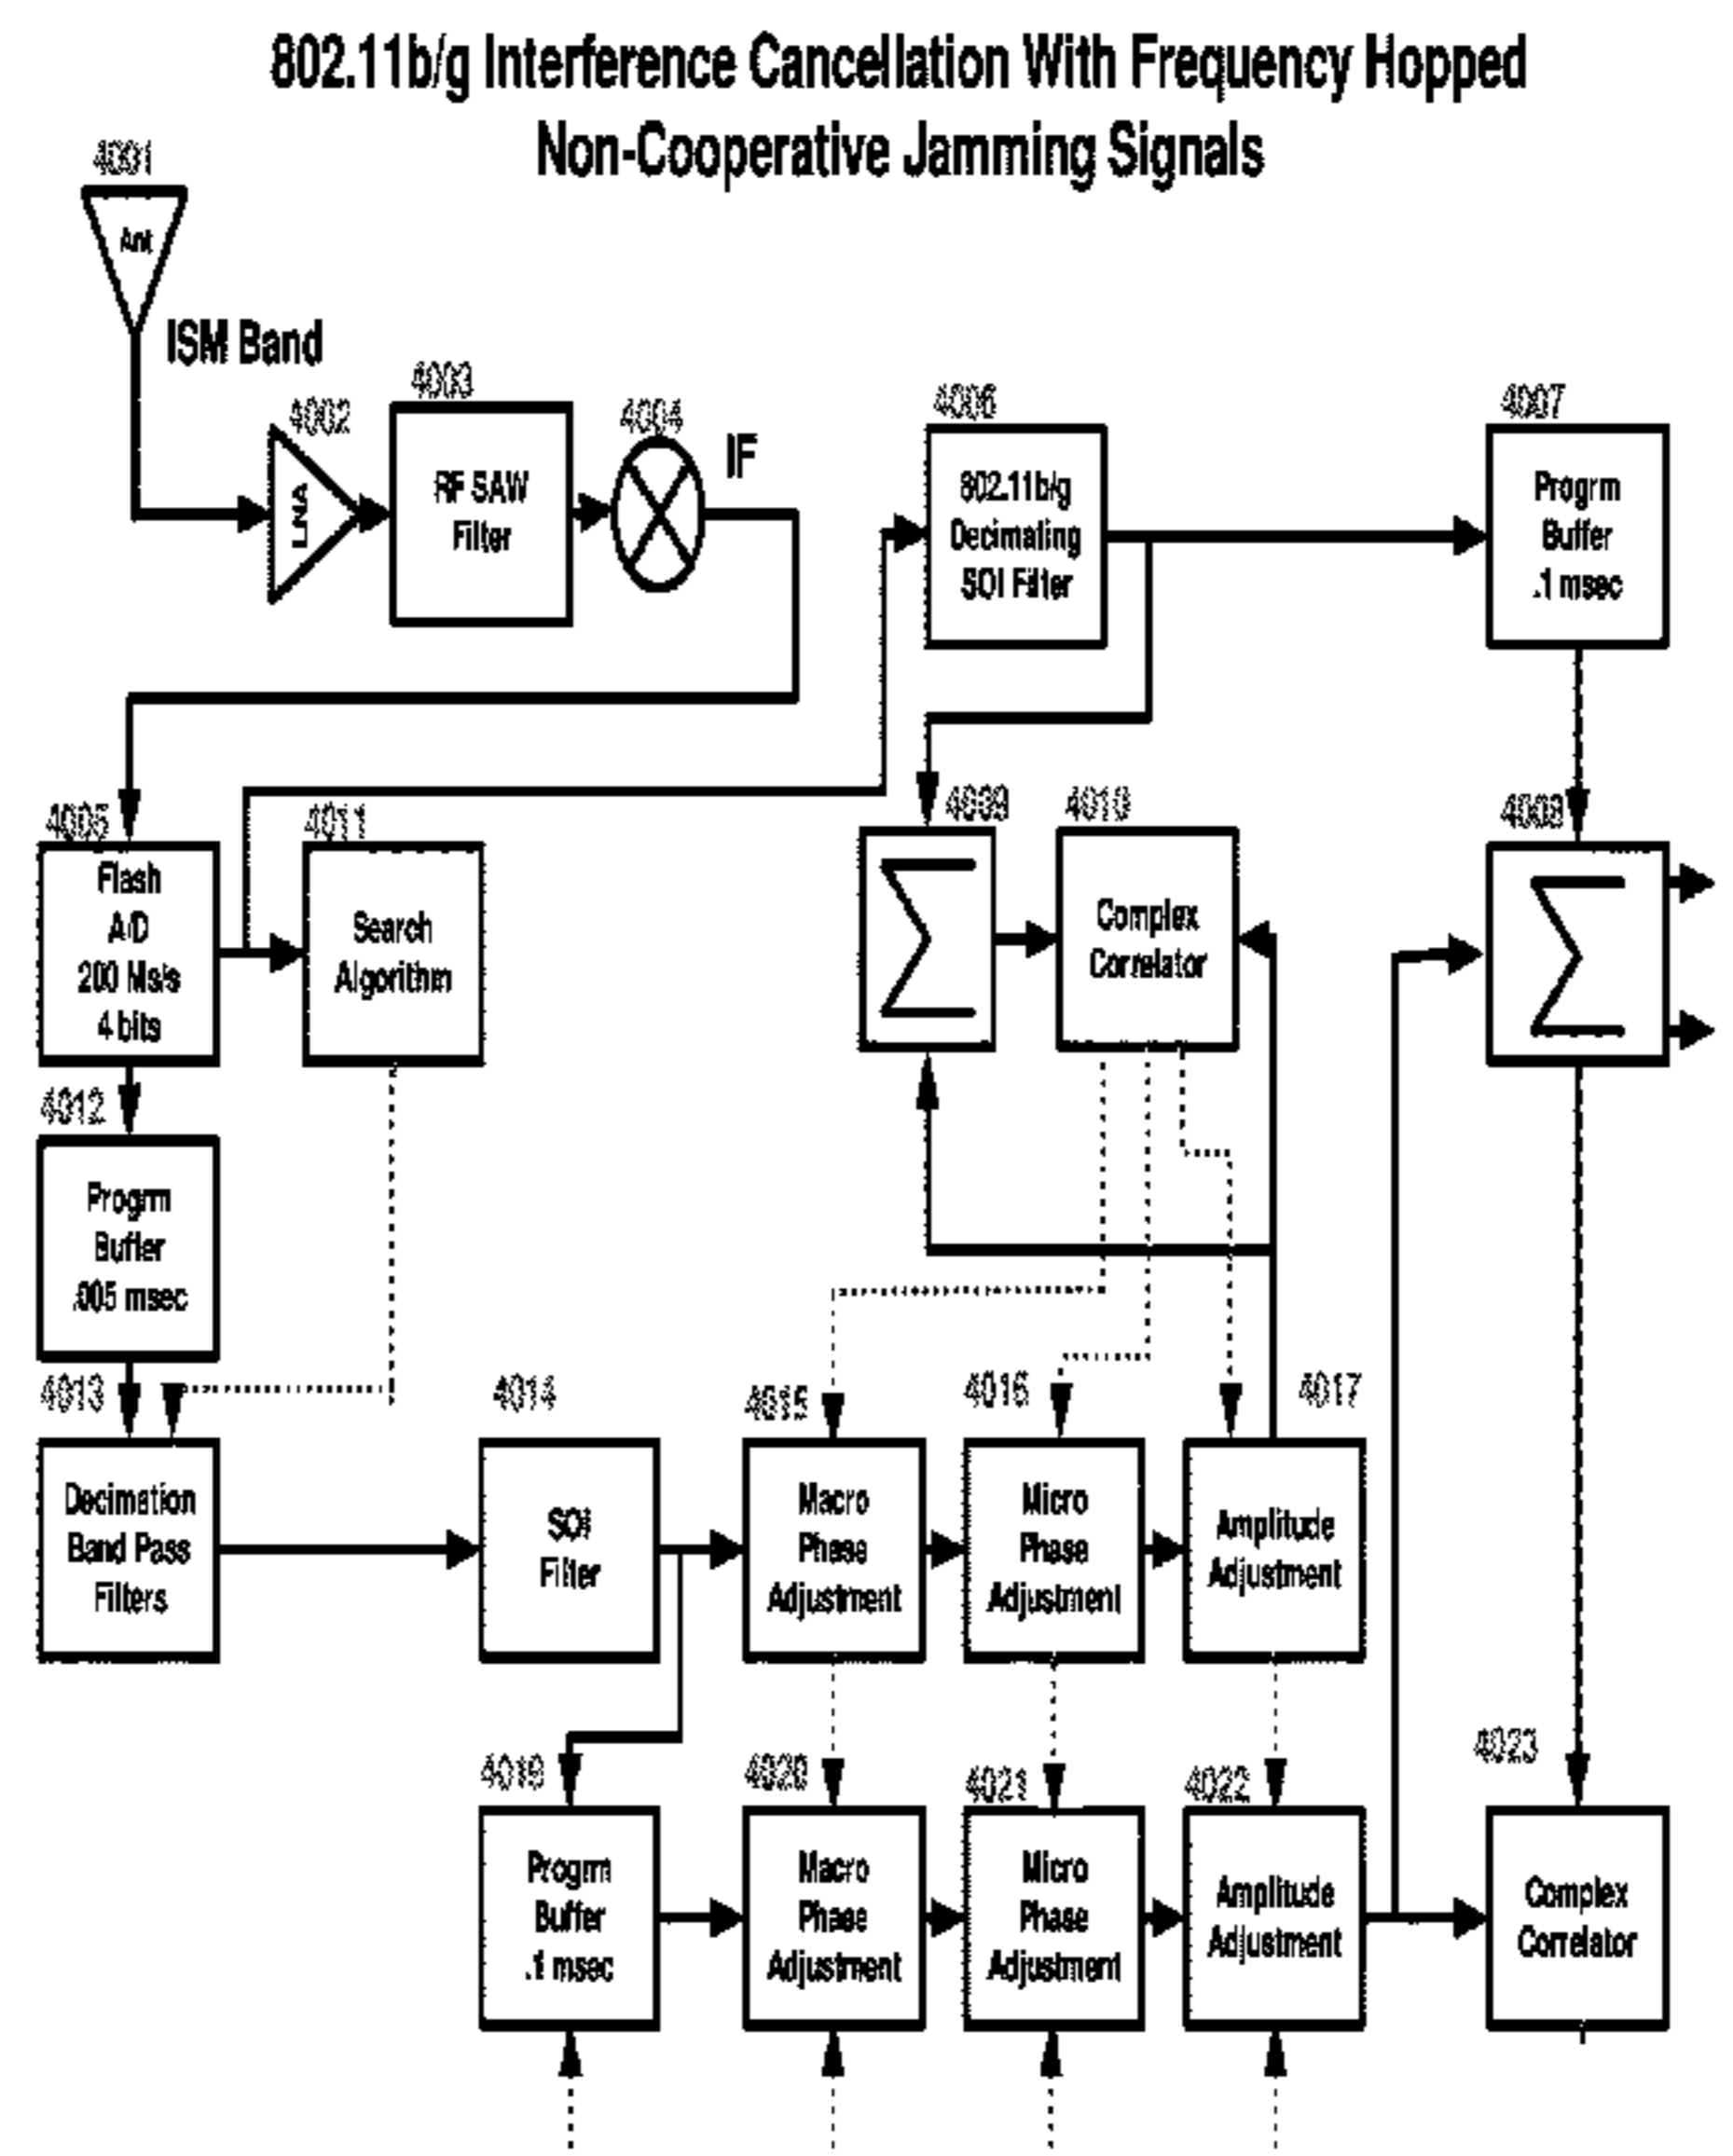 802.11b/g Interference Cancellation With Frequency Hopped
Non-Cooperative Jamming Signals
4001
Ant
ISM Band
4002
LNA
4003
RF SAW
Filter
4004
IF
4006
802.11b/g
Decimating
SOI Filter
4007
Progrm
Buffer
.1 msec
4005
Flash
A/D
200 Ms/s
4 bits
4011
Search
Algorithm
4009
4010
Complex
Correlator
4008
4012
Progrm
Buffer
.005 msec
4013
Decimation
Band Pass
Filters
4014
SOI
Filter
4015
Macro
Phase
Adjustment
4016
Micro
Phase
Adjustment
4017
Amplitude
Adjustment
4019
Progrm
Buffer
.1 msec
4020
Macro
Phase
Adjustment
4021
Micro
Phase
Adjustment
4022
Amplitude
Adjustment
4023
Complex
Correlator